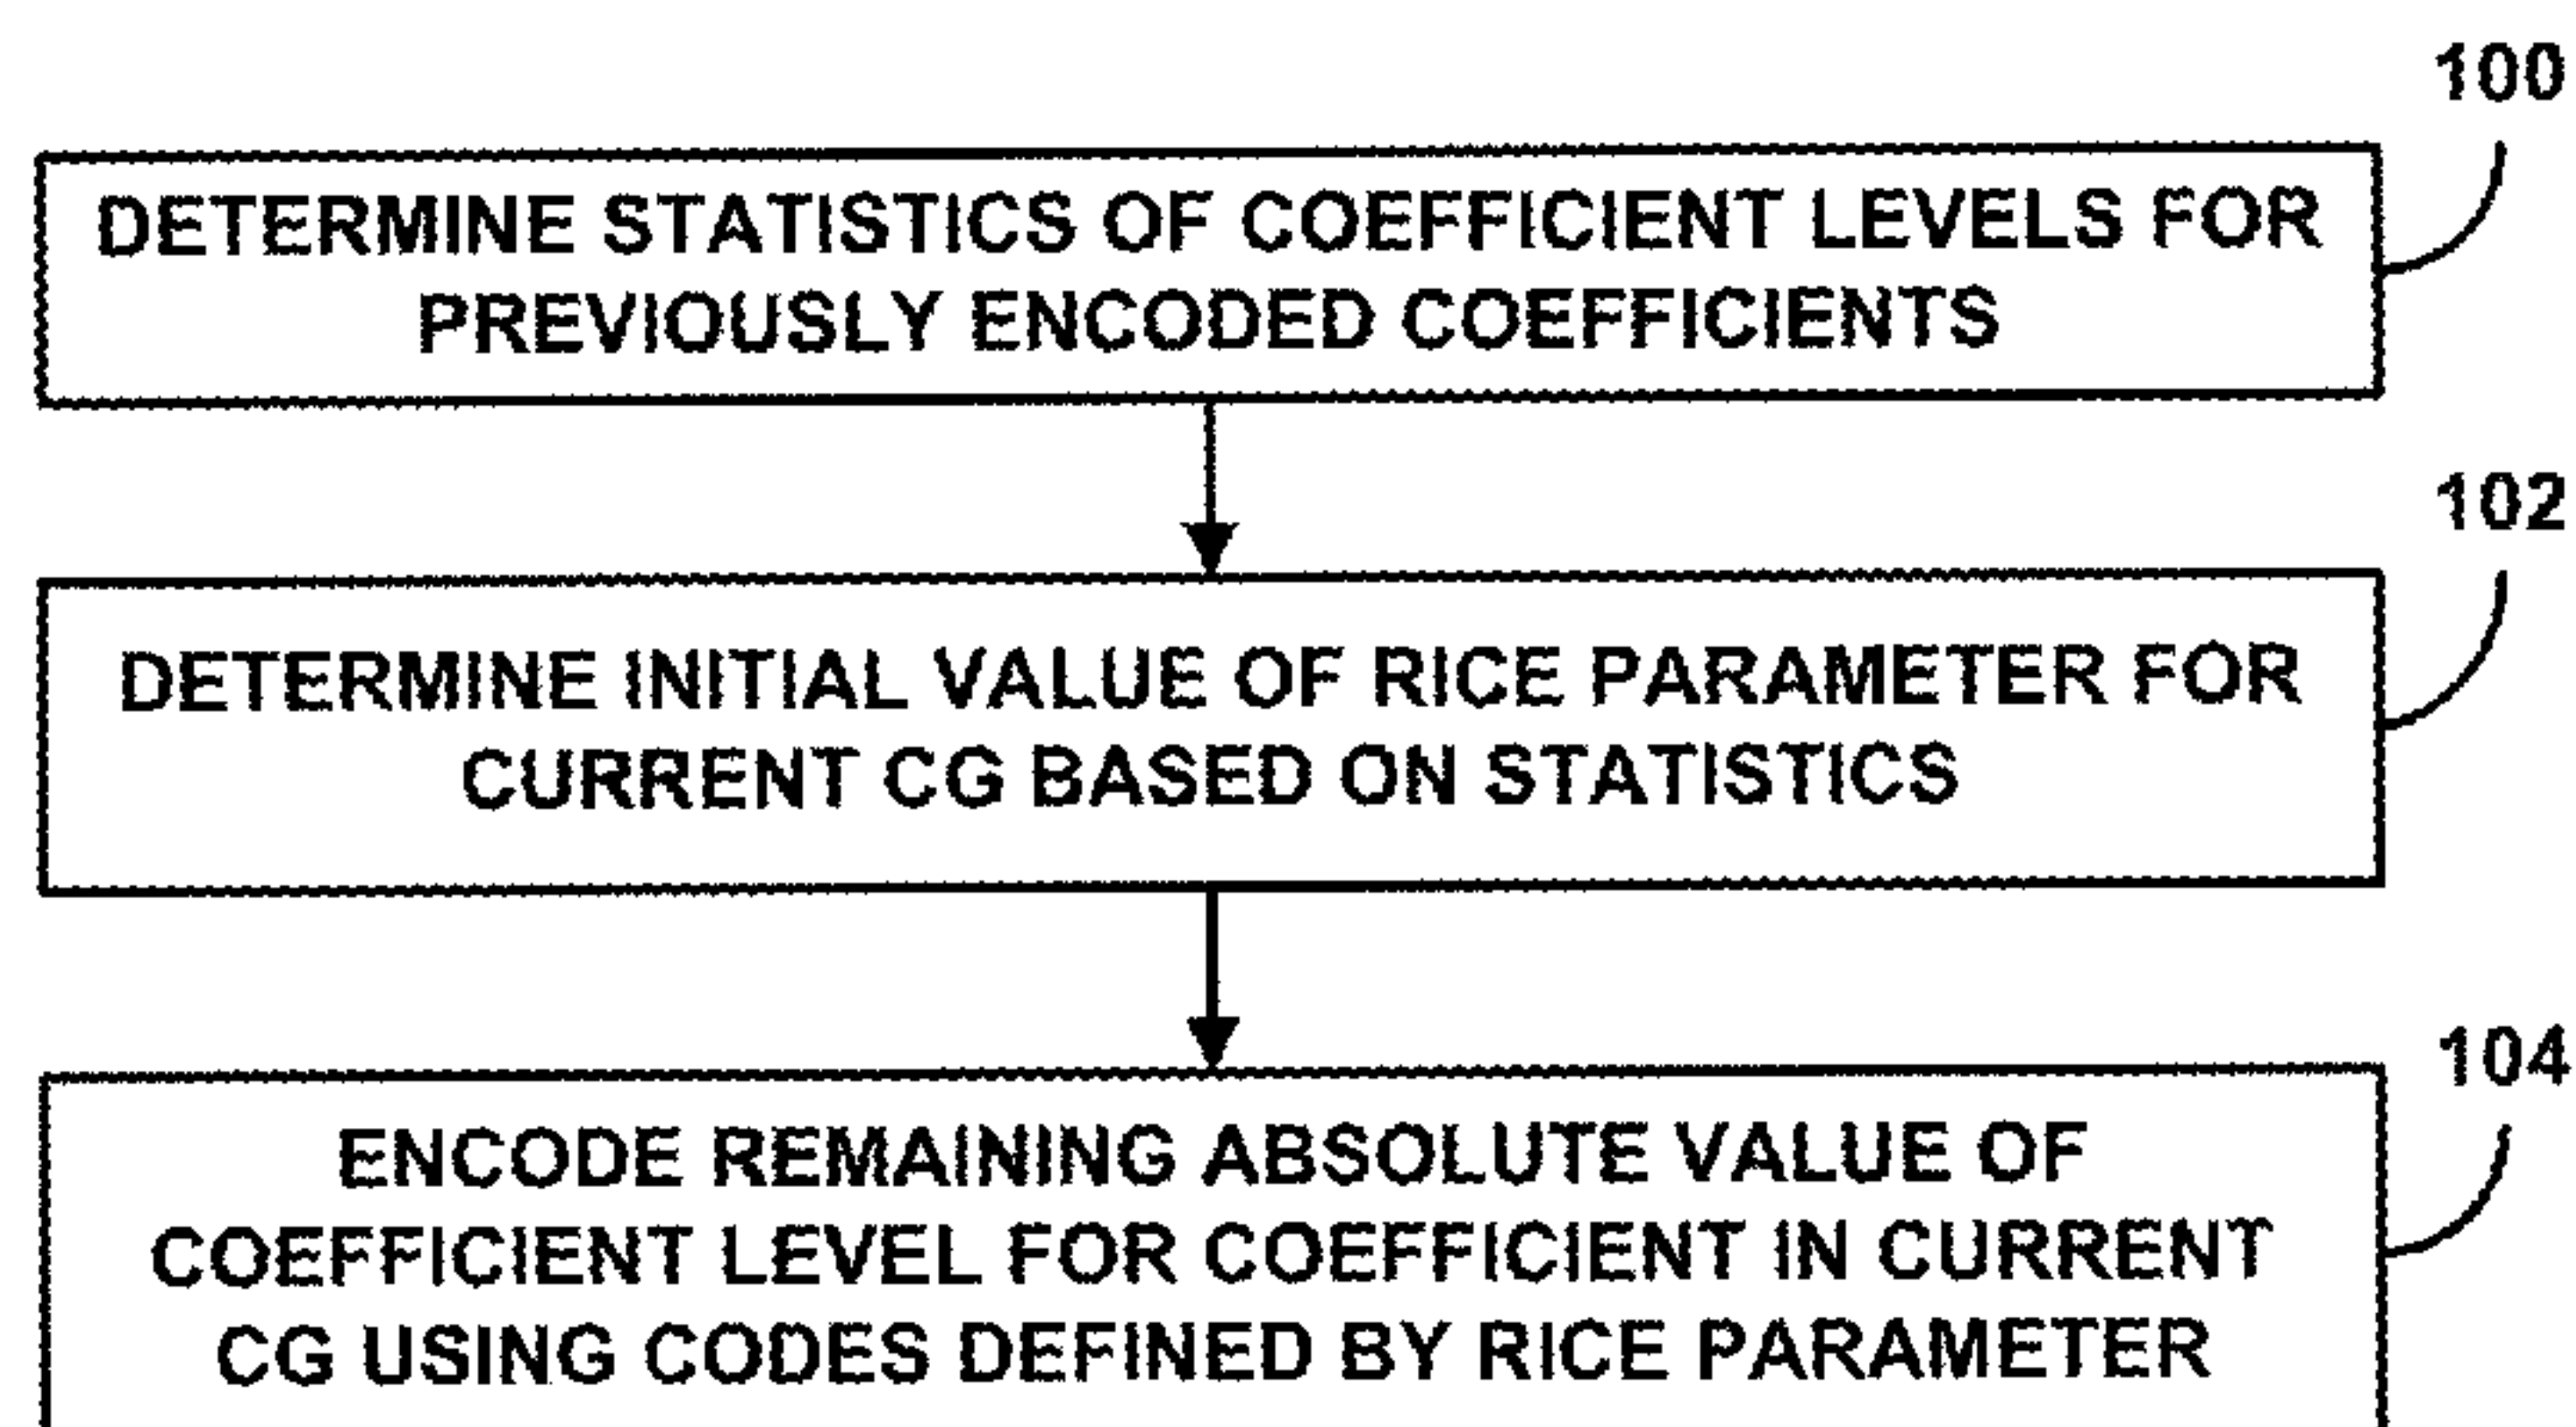 100
DETERMINE STATISTICS OF COEFFICIENT LEVELS FOR
PREVIOUSLY ENCODED COEFFICIENTS
102
DETERMINE INITIAL VALUE OF RICE PARAMETER FOR
CURRENT CG BASED ON STATISTICS
104
ENCODE REMAINING ABSOLUTE VALUE OF
COEFFICIENT LEVEL FOR COEFFICIENT IN CURRENT
CG USING CODES DEFINED BY RICE PARAMETER